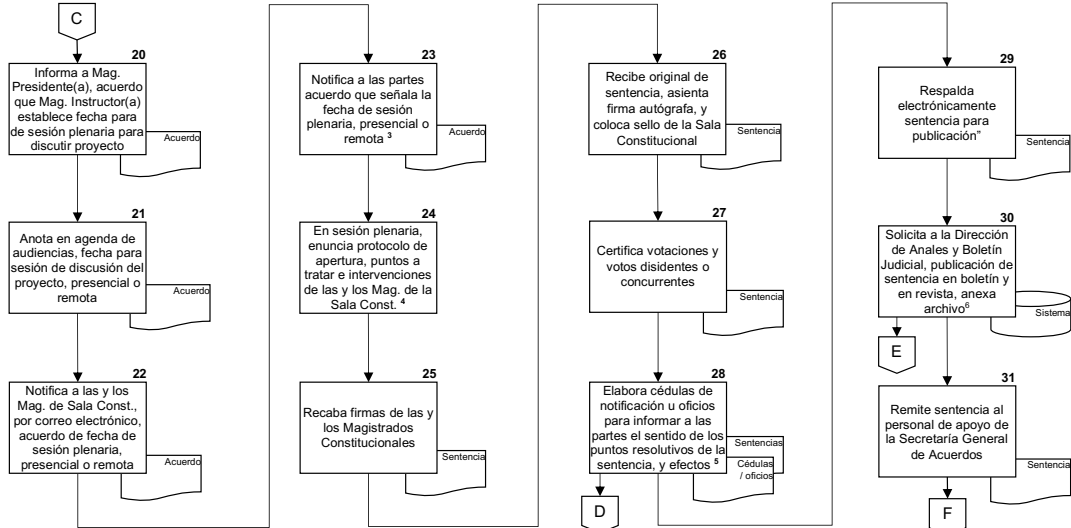 C
20
Informa a Mag.
Presidente(a), acuerdo
que Mag. Instructor(a)
establece fecha para
de sesión plenaria para
discutir proyecto
Acuerdo
21
Anota en agenda de
audiencias, fecha para
sesión de discusión del
proyecto, presencial o
remota
Acuerdo
22
Notifica a las y los
Mag. de Sala Const.,
por correo electrónico,
acuerdo de fecha de
sesión plenaria,
presencial o remota
Acuerdo
23
Notifica a las partes
acuerdo que señala la
fecha de sesión
plenaria, presencial o
remota 3
Acuerdo
24
En sesión plenaria,
enuncia protocolo de
apertura, puntos a
tratar e intervenciones
de las y los Mag. de la
Sala Const. 4
25
Recaba firmas de las y
los Magistrados
Constitucionales
Sentencia
26
Recibe original de
sentencia, asienta
firma autógrafa, y
coloca sello de la Sala
Constitucional
Sentencia
27
Certifica votaciones y
votos disidentes o
concurrentes
Sentencia
28
Elabora cédulas de
notificación u oficios
para informar a las
partes el sentido de los
puntos resolutivos de la
sentencia, y efectos 5
Sentencias
Cédulas
/ oficios
D
29
Respalda
electrónicamente
sentencia para
publicación”
Sentencia
30
Solicita a la Dirección
de Anales y Boletín
Judicial, publicación de
sentencia en boletín y
en revista, anexa
archivo6
Sistema
E
31
Remite sentencia al
personal de apoyo de
la Secretaría General
de Acuerdos
Sentencia
F